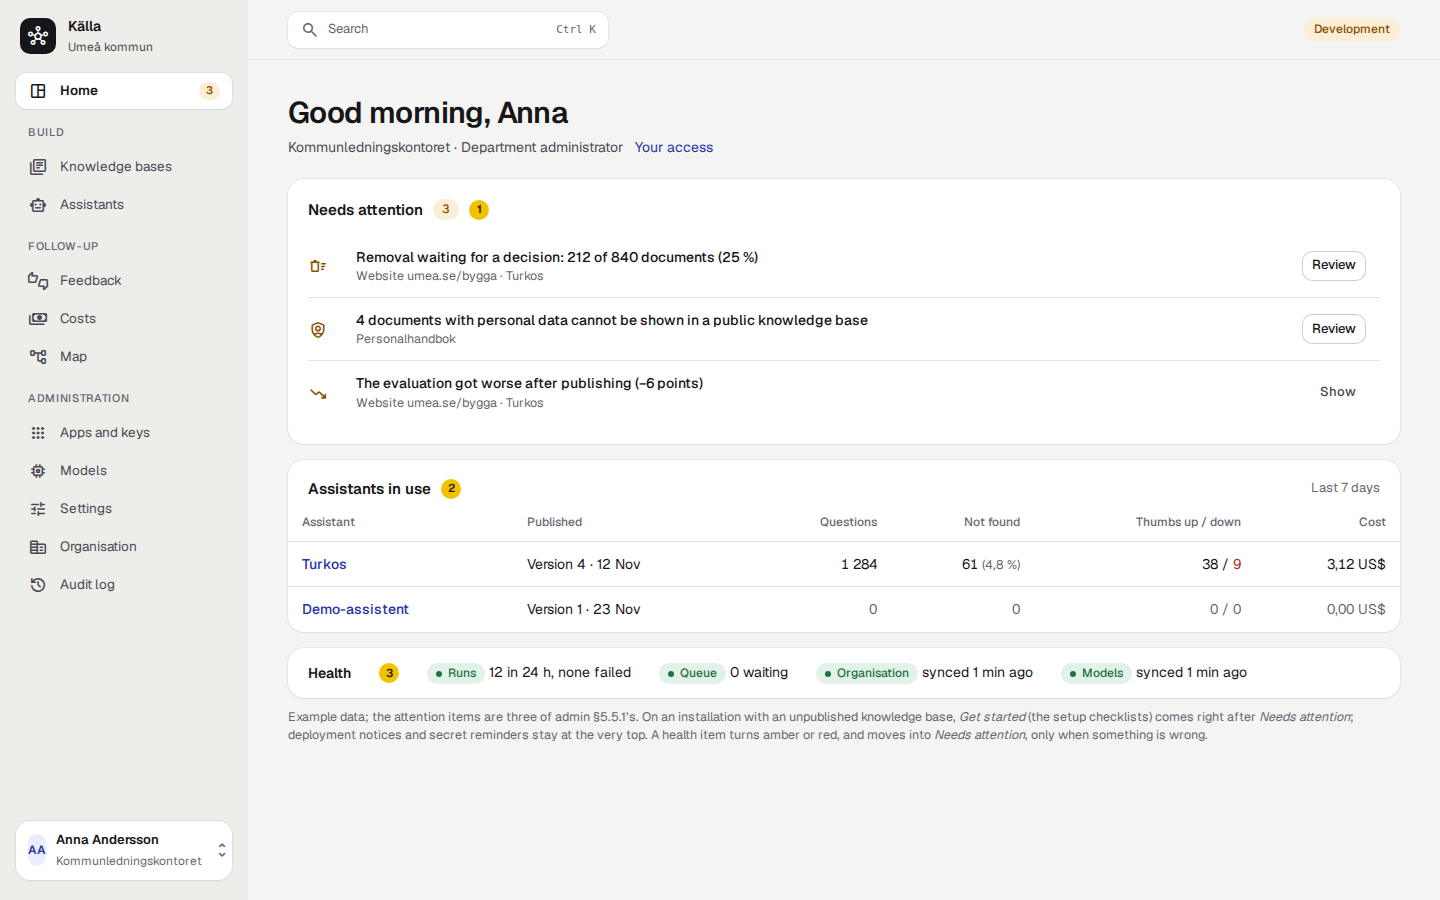 Källa
Umeå kommun
Home 3
BUILD
Knowledge bases
Assistants
FOLLOW-UP
Feedback
Costs
Map
ADMINISTRATION
Apps and keys
Models
Settings
Organisation
Audit log
AA
Anna Andersson
Kommunledningskontoret
Search Ctrl K
Development
Good morning, Anna
Kommunledningskontoret · Department administrator Your access
Needs attention 3 1
Removal waiting for a decision: 212 of 840 documents (25 %)
Website umea.se/bygga · Turkos
Review
4 documents with personal data cannot be shown in a public knowledge base
Personalhandbok
Review
The evaluation got worse after publishing (−6 points)
Website umea.se/bygga · Turkos
Show
Assistants in use 2 Last 7 days
Assistant Published Questions Not found Thumbs up / down Cost
Turkos Version 4 · 12 Nov 1 284 61 (4,8 %) 38 / 9 3,12 US$
Demo-assistent Version 1 · 23 Nov 0 0 0 / 0 0,00 US$
Health 3 Runs 12 in 24 h, none failed Queue 0 waiting Organisation synced 1 min ago Models synced 1 min ago
Example data; the attention items are three of admin §5.5.1's. On an installation with an unpublished knowledge base, Get started (the setup checklists) comes right after Needs attention;
deployment notices and secret reminders stay at the very top. A health item turns amber or red, and moves into Needs attention, only when something is wrong.